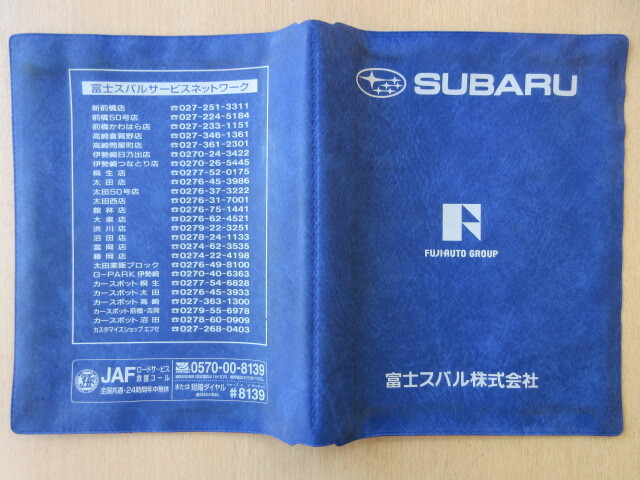 富士スバルサービスネットワーク
新前橋店 ☎027-251-3311
前橋50号店 ☎027-224-5184
前橋かわはら店 ☎027-233-1151
高崎倉賀野店 ☎027-346-1361
高崎問屋町店 ☎027-361-2301
伊勢崎日乃出店 ☎0270-24-3422
伊勢崎つなとり店 ☎0270-26-5445
桐生店 ☎0277-52-0175
太田店 ☎0276-45-3986
太田50号店 ☎0276-37-3222
太田西店 ☎0276-31-7001
館林店 ☎0276-75-1441
大泉店 ☎0276-62-4521
渋川店 ☎0279-22-3251
沼田店 ☎0278-24-1133
富岡店 ☎0274-62-3535
藤岡店 ☎0274-22-4198
太田業販ブロック ☎0276-49-8100
G-PARK伊勢崎 ☎0270-40-6363
カースポット桐生 ☎0277-54-6828
カースポット太田 ☎0276-45-3933
カースポット高崎 ☎027-363-1300
カースポット前橋・吉岡 ☎0279-55-6978
カースポット沼田 ☎0278-60-0909
カスタマイズショップエフゼ ☎027-268-0403
JAF ロードサービス
救援コール
全国共通・24時間年中無休
0570-00-8139
または 短縮ダイヤル
#8139
SUBARU
FUJI AUTO GROUP
富士スバル株式会社